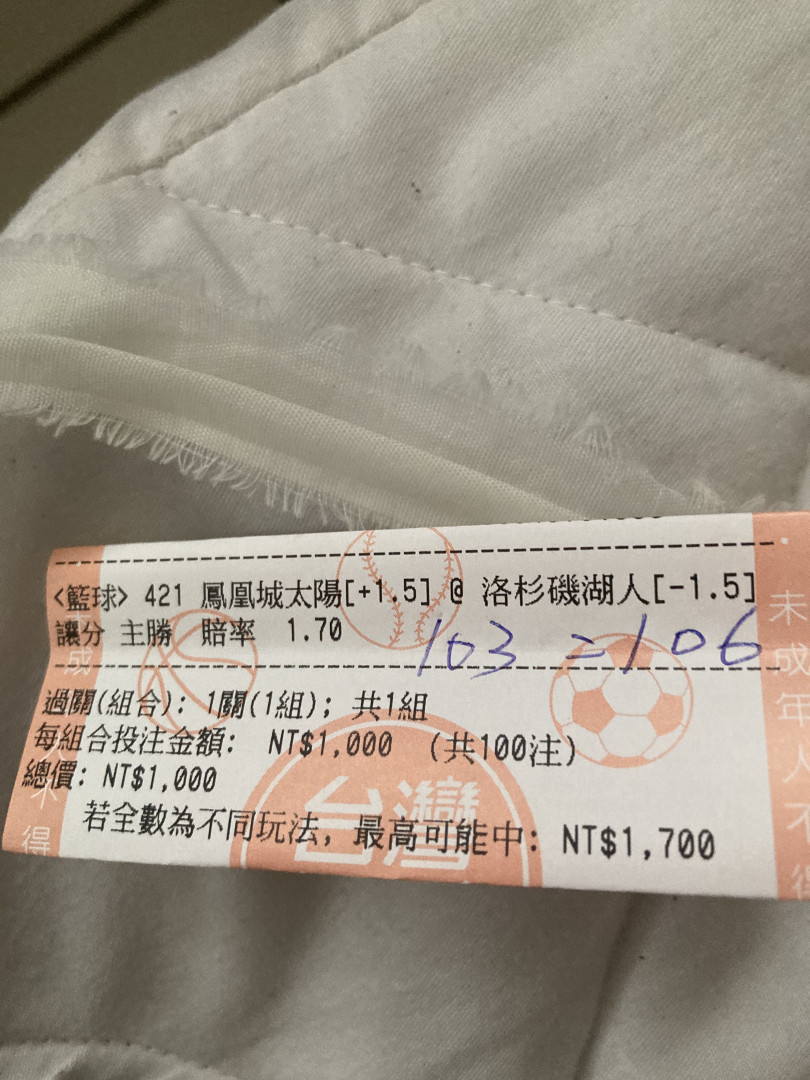 <籃球> 421 鳳凰城太陽[+1.5] @ 洛杉磯湖人[-1.5]
讓分 主勝 賠率 1.70
103 = 106
過關(組合): 1關(1組); 共1組
每組合投注金額: NT$1,000 (共100注)
總價: NT$1,000
若全數為不同玩法, 最高可能中: NT$1,700
台灣
未成年人不得
成
人不得